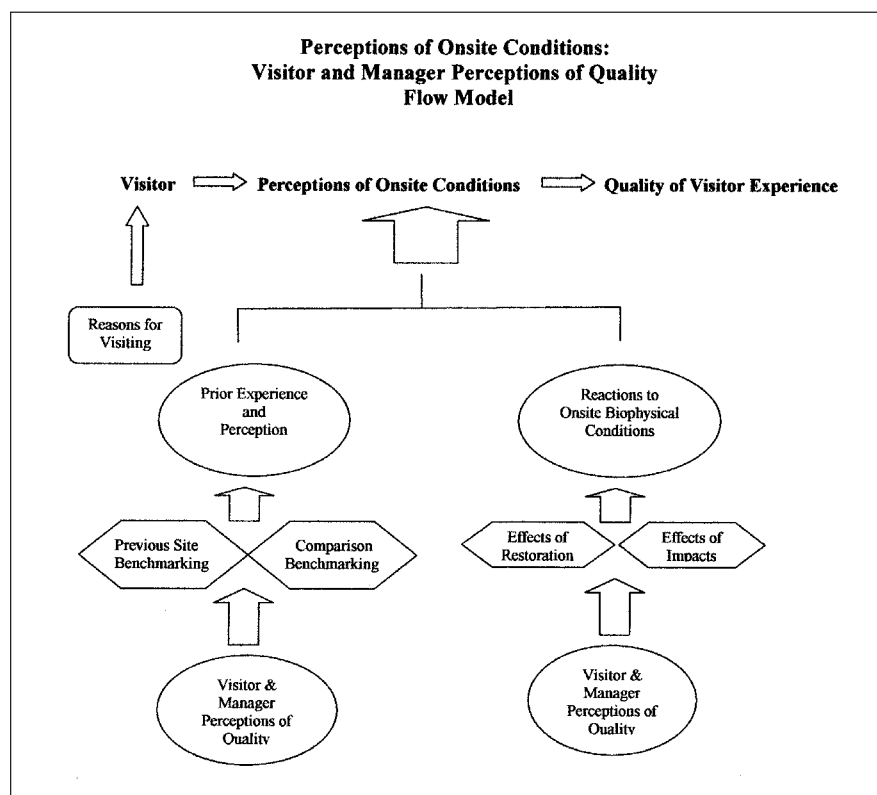 Perceptions of Onsite Conditions:
Visitor and Manager Perceptions of Quality
Flow Model
Visitor
Perceptions of Onsite Conditions
Quality of Visitor Experience
Reasons for
Visiting
Prior Experience
and
Perception
Reactions to
Onsite Biophysical
Conditions
Previous Site
Benchmarking
Comparison
Benchmarking
Effects of
Restoration
Effects of
Impacts
Visitor &
Manager
Perceptions of
Quality
Visitor &
Manager
Perceptions of
Quality